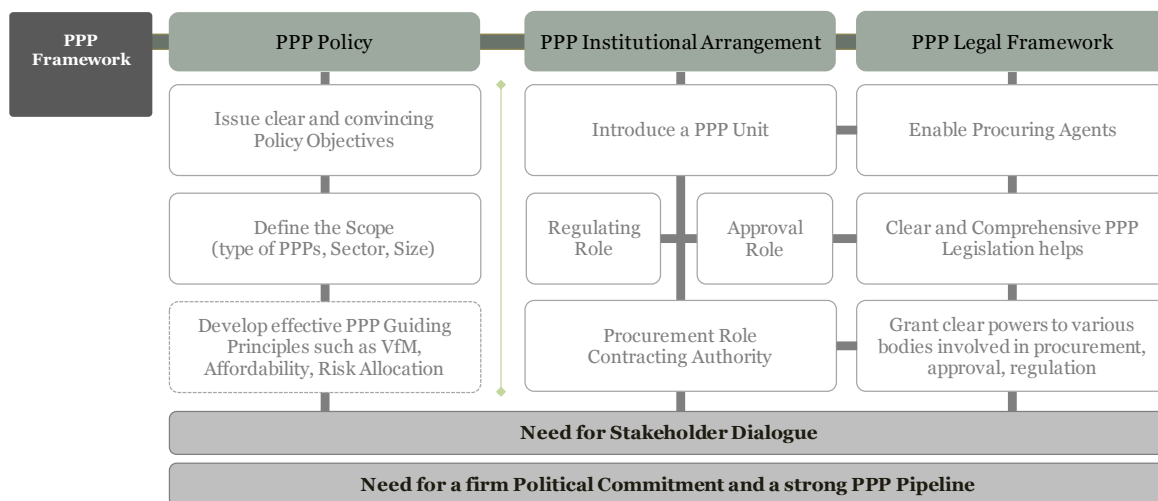 PPP
Framework
PPP Policy
PPP Institutional Arrangement
PPP Legal Framework
Issue clear and convincing
Policy Objectives
Introduce a PPP Unit
Enable Procuring Agents
Define the Scope
(type of PPPs, Sector, Size)
Regulating
Role
Approval
Role
Clear and Comprehensive PPP
Legislation helps
Develop effective PPP Guiding
Principles such as VfM,
Affordability, Risk Allocation
Procurement Role
Contracting Authority
Grant clear powers to various
bodies involved in procurement,
approval, regulation
Need for Stakeholder Dialogue
Need for a firm Political Commitment and a strong PPP Pipeline